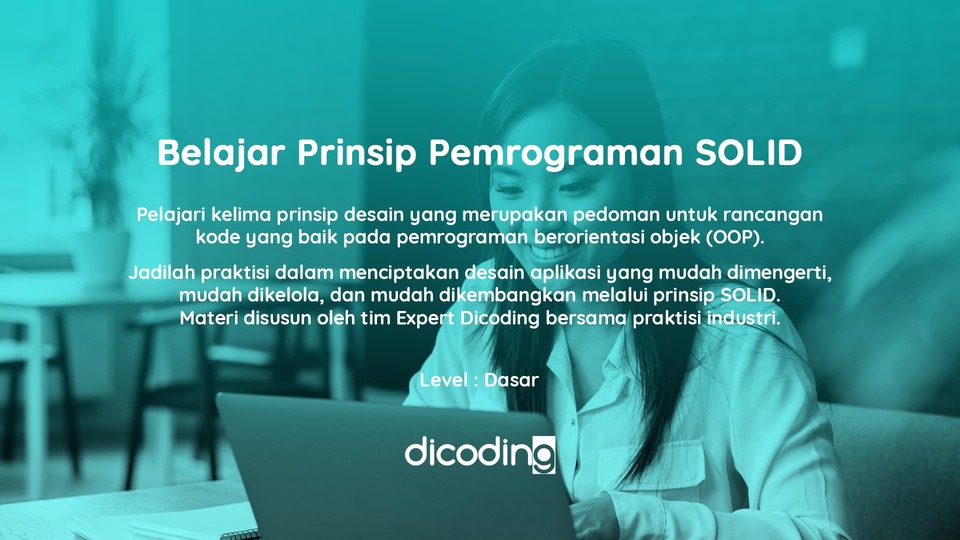 Belajar Prinsip Pemrograman SOLID
Pelajari kelima prinsip desain yang merupakan pedoman untuk rancangan
kode yang baik pada pemrograman berorientasi objek (OOP).
Jadilah praktisi dalam menciptakan desain aplikasi yang mudah dimengerti,
mudah dikelola, dan mudah dikembangkan melalui prinsip SOLID.
Materi disusun oleh tim Expert Dicoding bersama praktisi industri.
Level : Dasar
dicoding